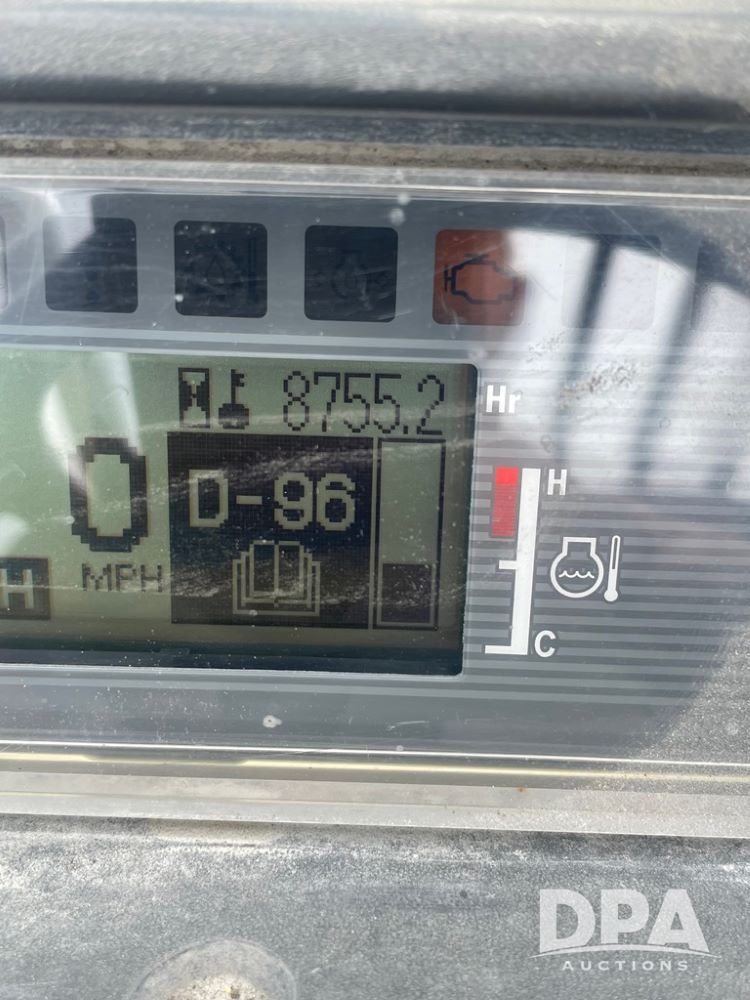 8755.2 Hr
0 D-96
H
MPH
H
C
DPA
AUCTIONS